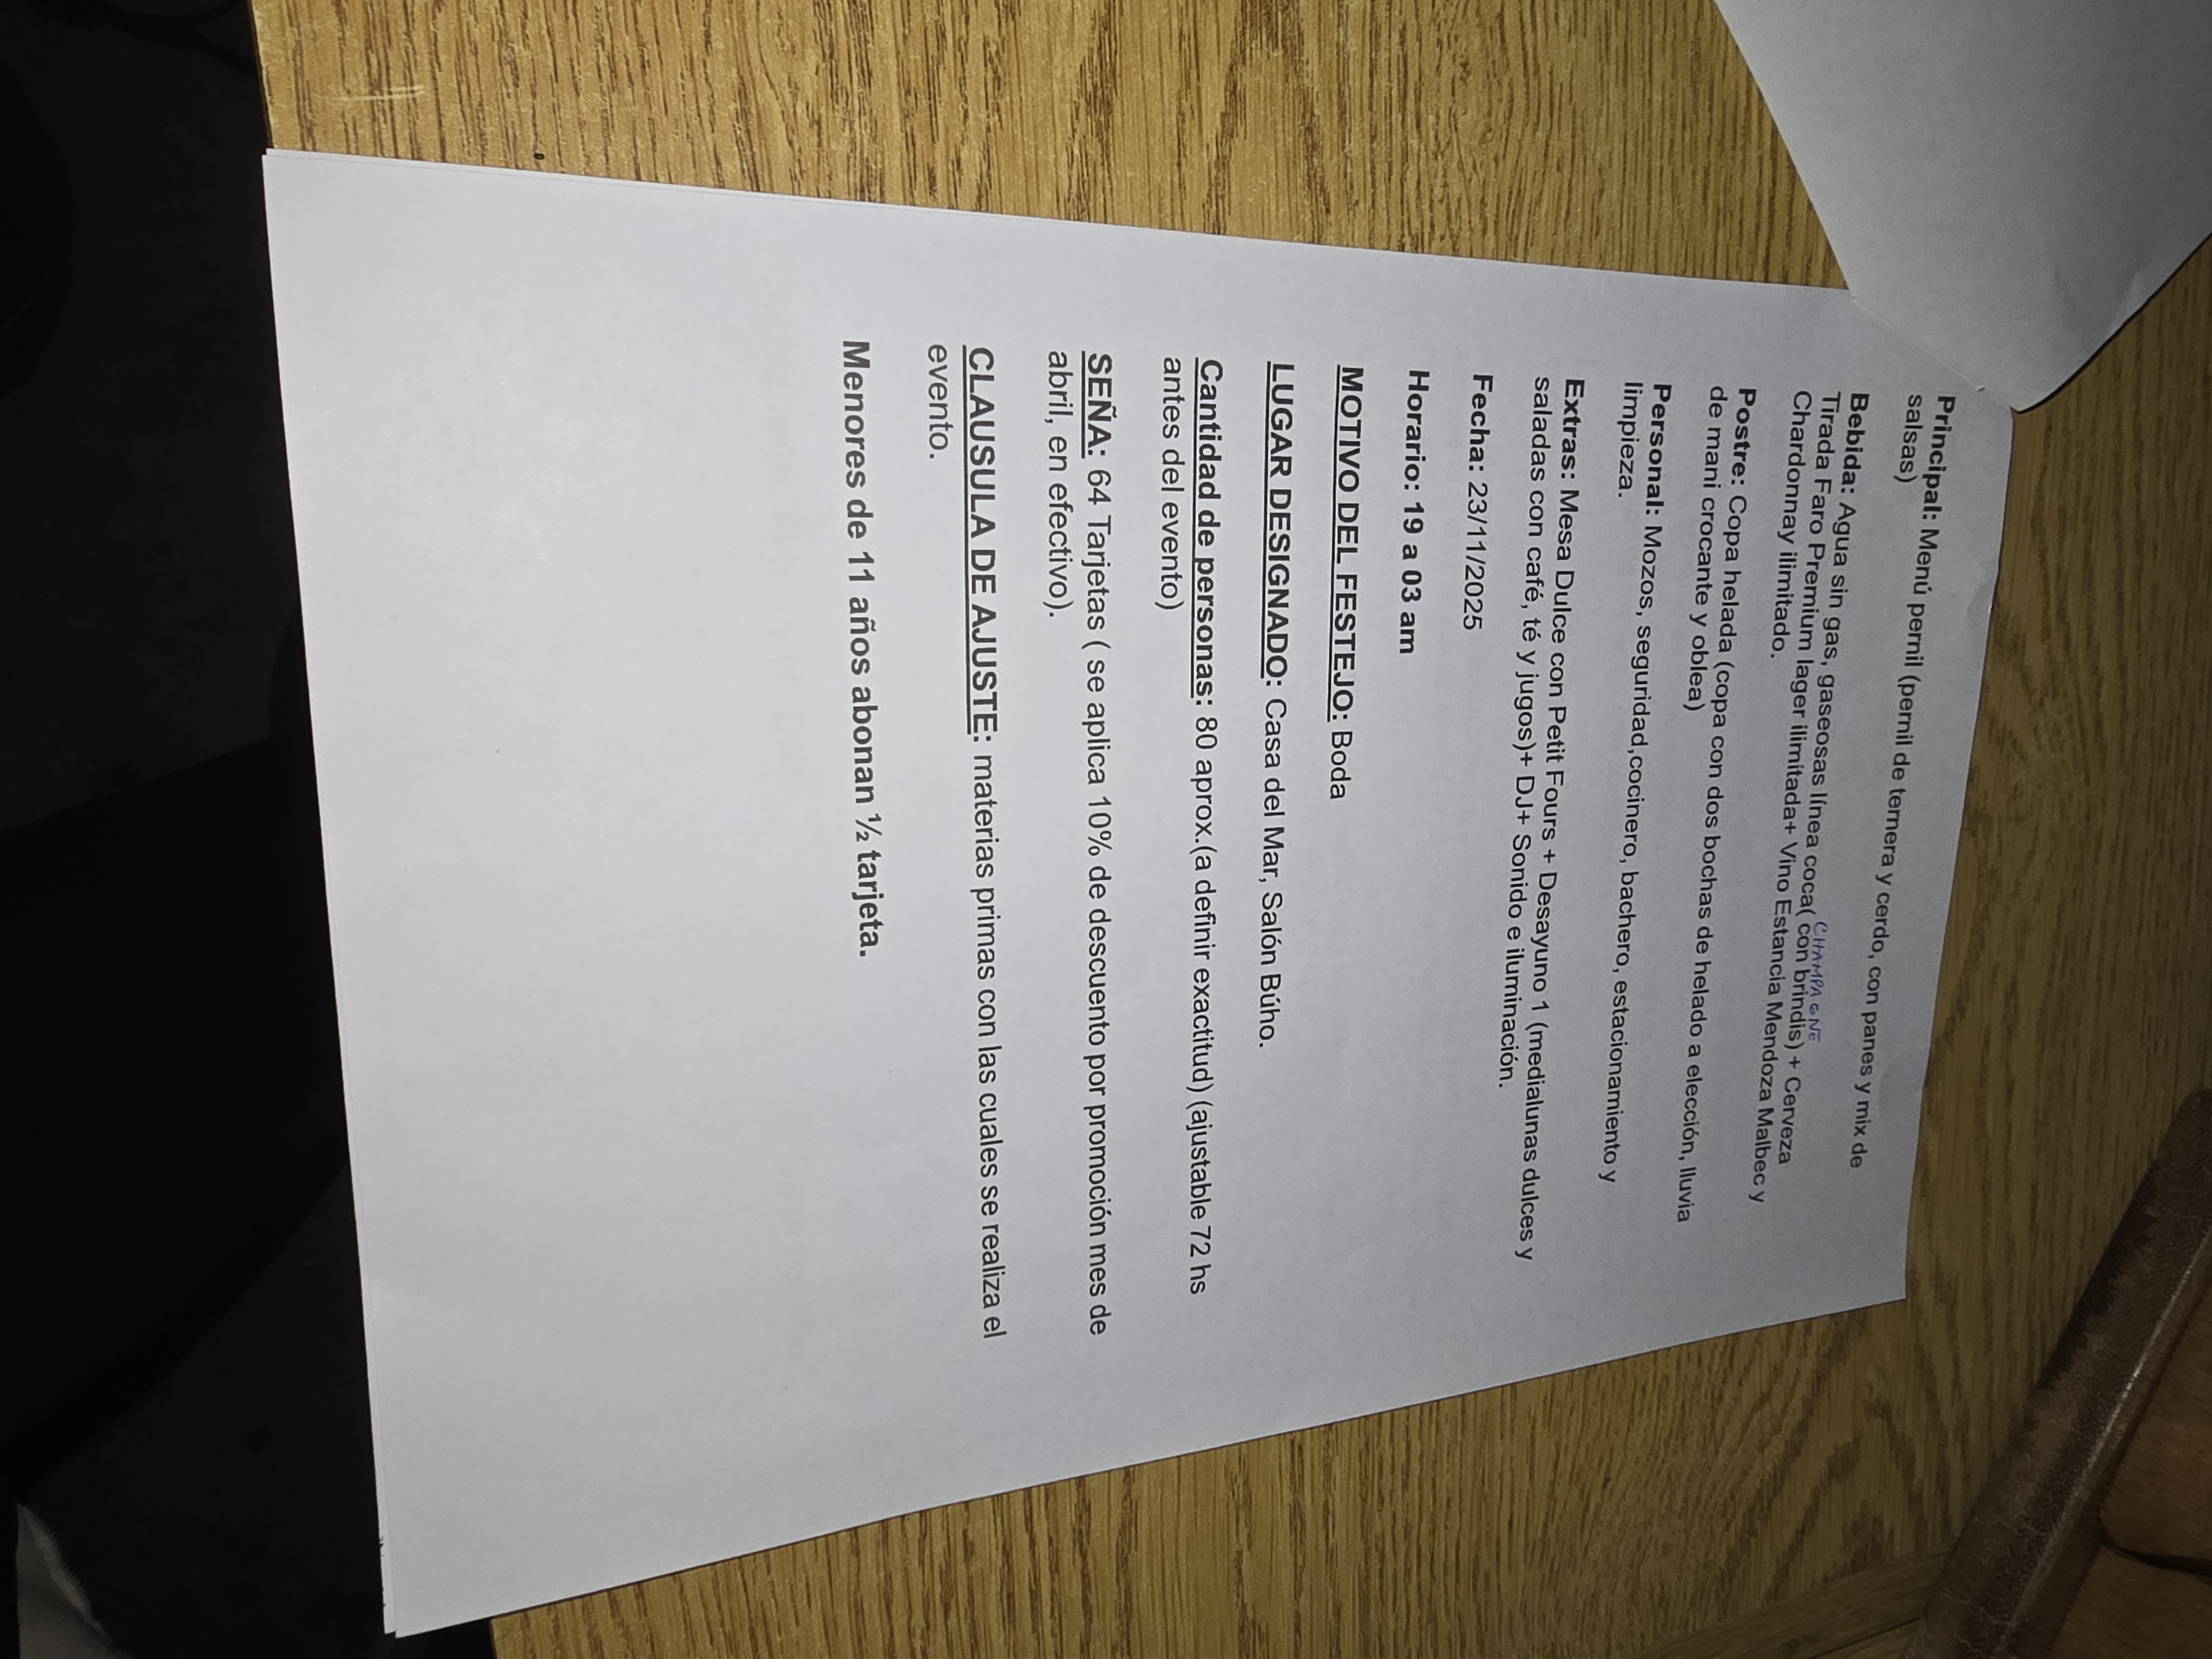 Principal: Menú pernil (pernil de ternera y cerdo, con panes y mix de
salsas)
Bebida: Agua sin gas, gaseosas línea coca( con brindis) + Cerveza
CHAMPAGNE
Tirada Faro Premium lager ilimitada+ Vino Estancia Mendoza Malbec y
Chardonnay ilimitado.
Postre: Copa helada (copa con dos bochas de helado a elección, lluvia
de mani crocante y oblea)
Personal: Mozos, seguridad,cocinero, bachero, estacionamiento y
limpieza.
Extras: Mesa Dulce con Petit Fours + Desayuno 1 (medialunas dulces y
saladas con café, té y jugos)+ DJ+ Sonido e iluminación.
Fecha: 23/11/2025
Horario: 19 a 03 am
MOTIVO DEL FESTEJO: Boda
LUGAR DESIGNADO: Casa del Mar, Salón Búho.
Cantidad de personas: 80 aprox.(a definir exactitud) (ajustable 72 hs
antes del evento)
SEÑA: 64 Tarjetas ( se aplica 10% de descuento por promoción mes de
abril, en efectivo).
CLAUSULA DE AJUSTE: materias primas con las cuales se realiza el
evento.
Menores de 11 años abonan ½ tarjeta.